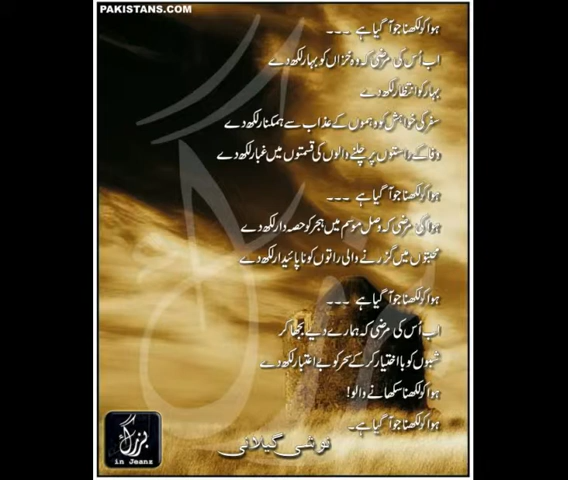 PAKISTANS.COM
ہوا کو لکھنا جو آ گیا ہے ---
اب اُس کی مرضی کہ وہ خزاں کو بہار لکھ دے
بہار کو انتظار لکھ دے
سفر کی خواہش کو وہموں کے عذاب سے ہمکنار لکھ دے
وفا کے راستوں پر چلنے والوں کی قسمتوں میں غبار لکھ دے
ہوا کو لکھنا جو آ گیا ہے ---
ہوا کی مرضی کہ وصل موسم میں ہجر کو حصہ دار لکھ دے
محبتوں میں گزرنے والی راتوں کو ناپائیدار لکھ دے
ہوا کو لکھنا جو آ گیا ہے ---
اب اُس کی مرضی کہ ہمارے دیے بجھا کر
شبوں کو با اختیار کر کے سحر کو بے اعتبار لکھ دے
ہوا کو لکھنا سکھانے والو!
ہوا کو لکھنا جو آ گیا ہے۔
نوشی گیلانی
بزرگ
in Jeanz